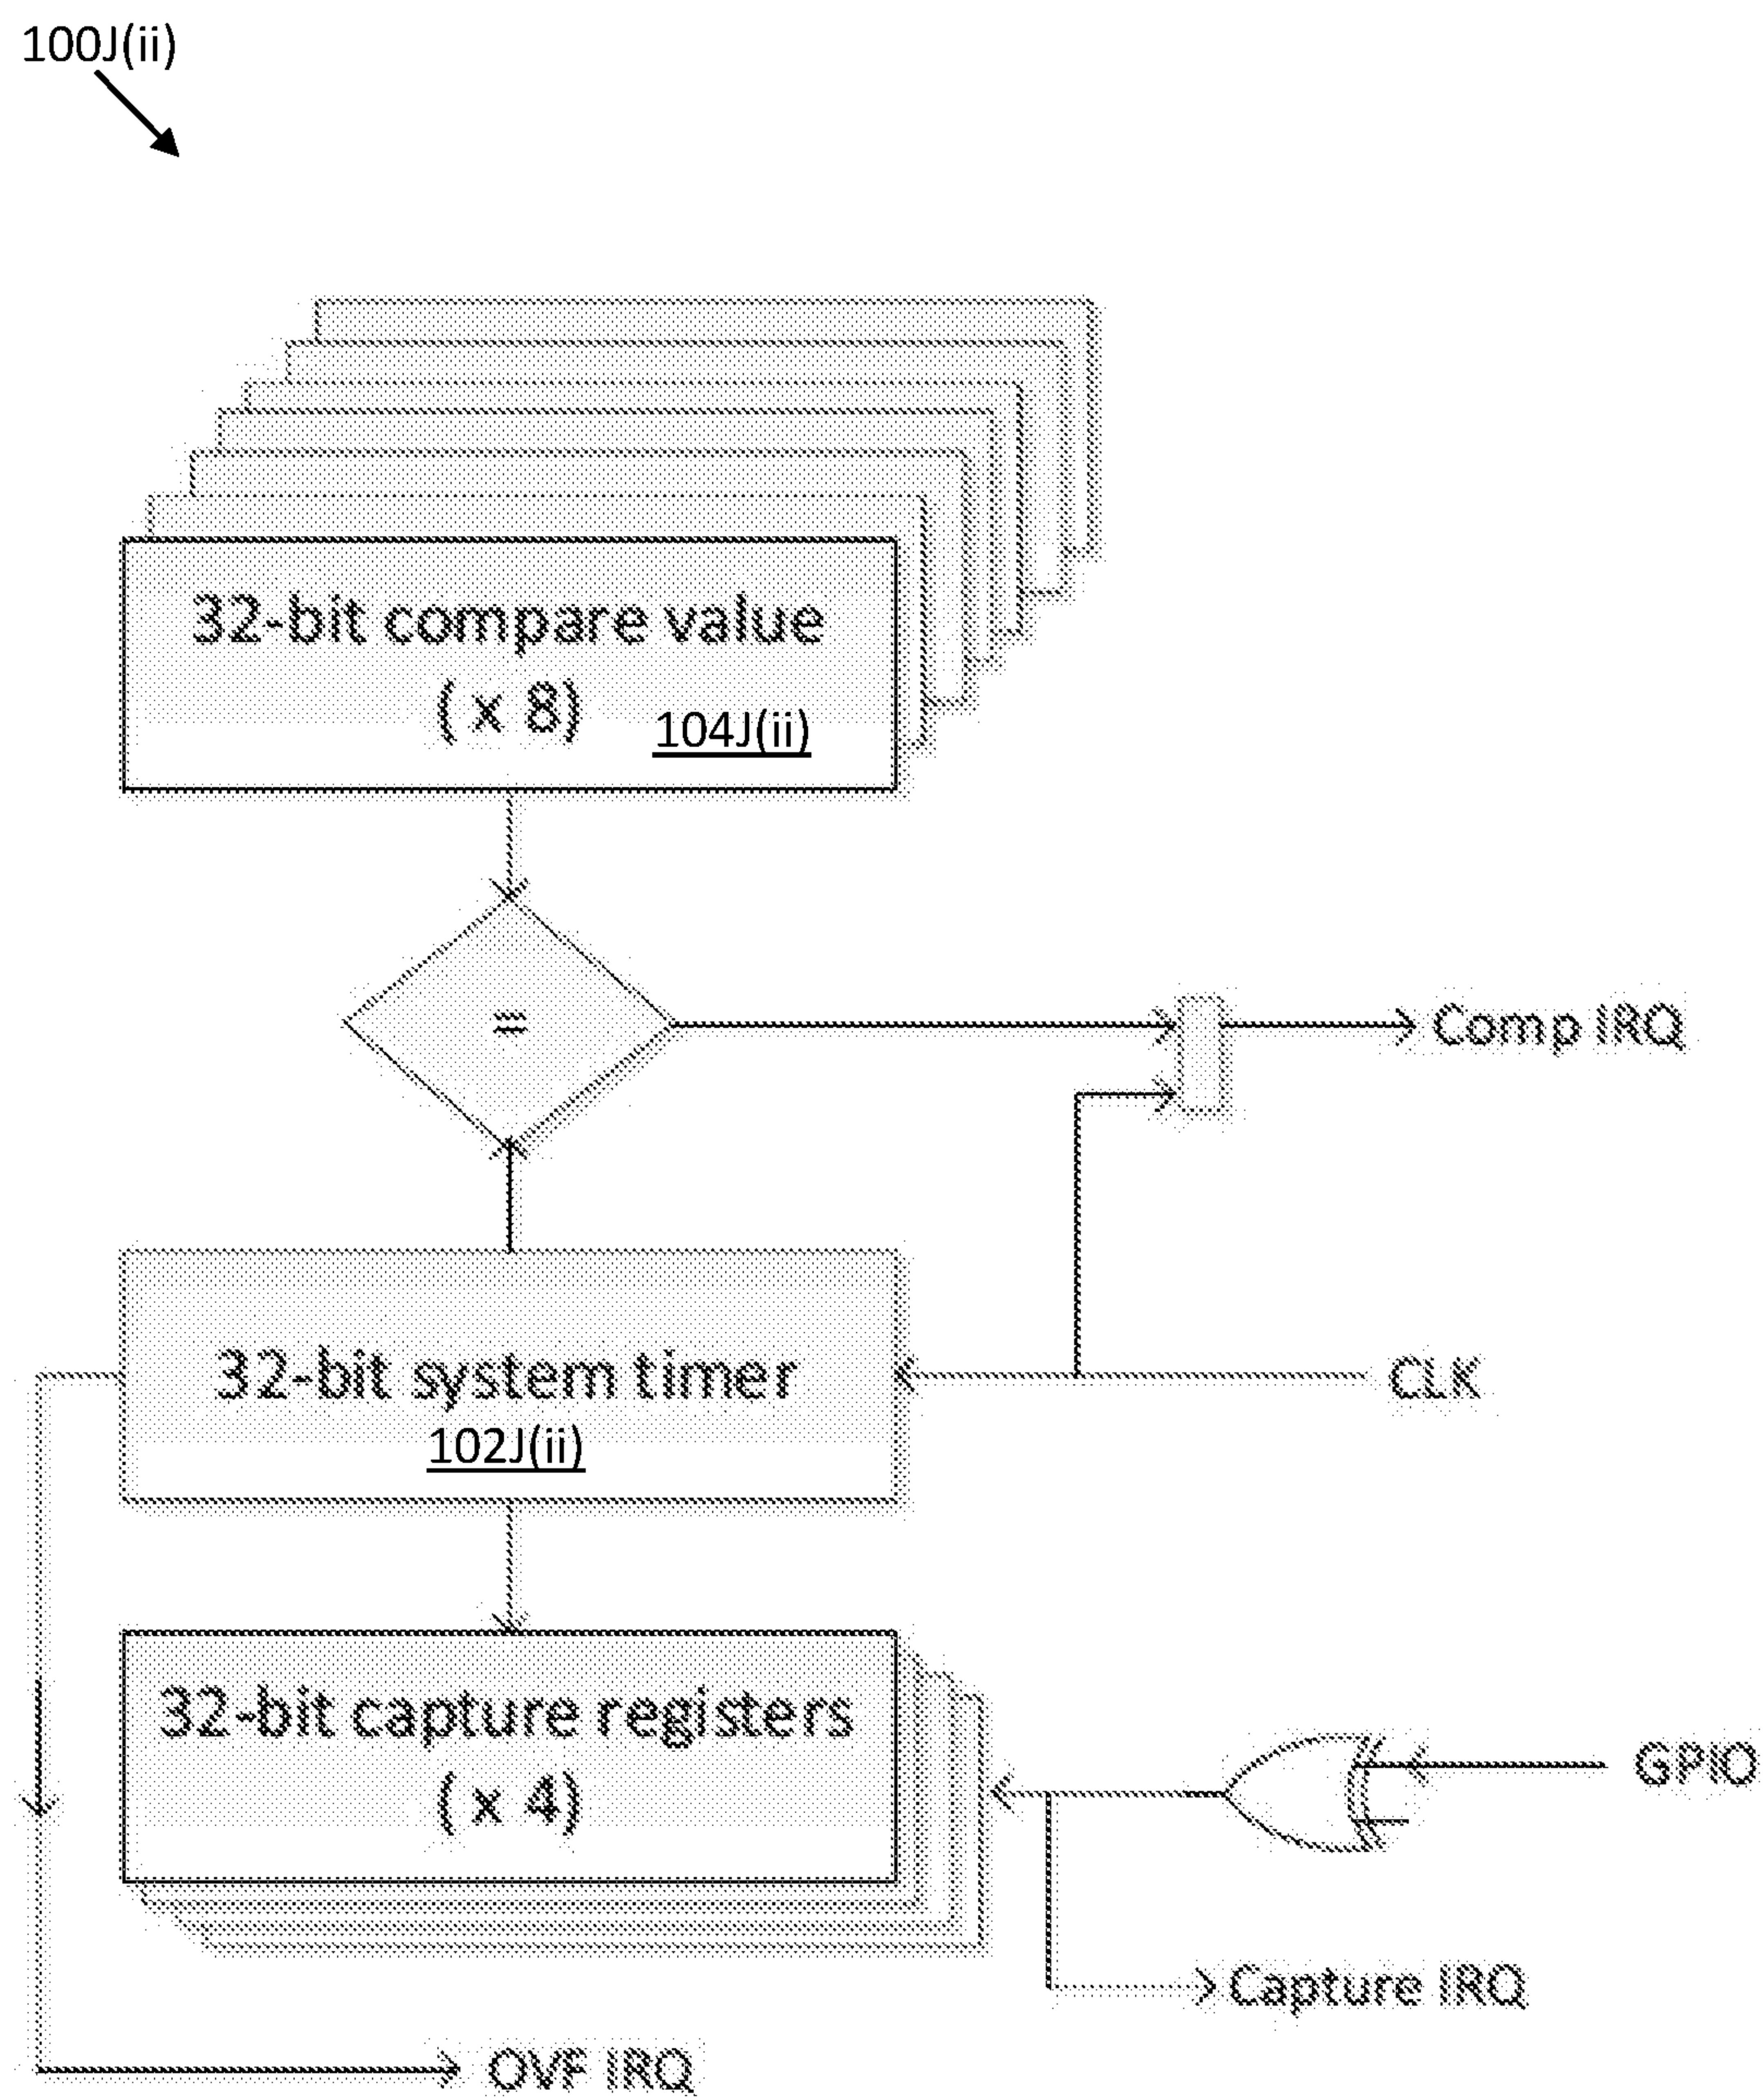 100J(ii)
32-bit compare value
( x 8)
104J(ii)
=
Comp IRQ
32-bit system timer
102J(ii)
CLK
32-bit capture registers
( x 4)
GPIO
Capture IRQ
OVF IRQ